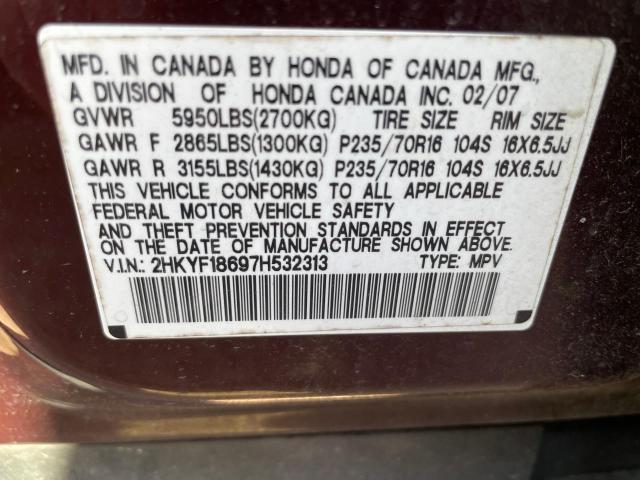 MFD. IN CANADA BY HONDA OF CANADA MFG.,
A DIVISION OF HONDA CANADA INC. 02/07
GVWR 5950LBS(2700KG) TIRE SIZE RIM SIZE
GAWR F 2865LBS(1300KG) P235/70R16 104S 16X6.5JJ
GAWR R 3155LBS(1430KG) P235/70R16 104S 16X6.5JJ
THIS VEHICLE CONFORMS TO ALL APPLICABLE
FEDERAL MOTOR VEHICLE SAFETY
AND THEFT PREVENTION STANDARDS IN EFFECT ON
THE DATE OF MANUFACTURE SHOWN ABOVE.
V.I.N.: 2HKYF18697H532313 TYPE: MPV